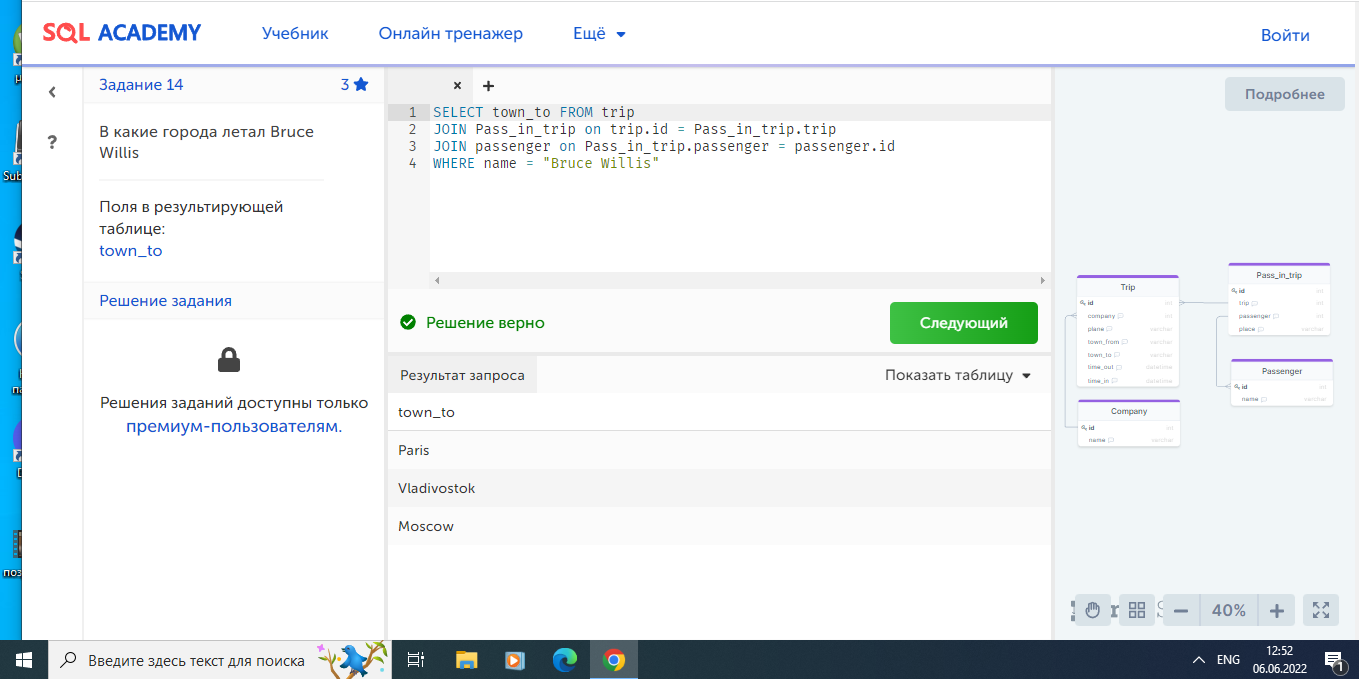 SQL ACADEMY
Учебник
Онлайн тренажер
Ещё
Войти
Задание 14
3
В какие города летал Bruce
Willis
Поля в результирующей
таблице:
town_to
Решение задания
Решения заданий доступны только
премиум-пользователям.
?
× +
1 SELECT town_to FROM trip
2 JOIN Pass_in_trip on trip.id = Pass_in_trip.trip
3 JOIN passenger on Pass_in_trip.passenger = passenger.id
4 WHERE name = "Bruce Willis"
Решение верно
Следующий
Результат запроса
Показать таблицу
town_to
Paris
Vladivostok
Moscow
Подробнее
Trip
id int
company int
plane varchar
town_from varchar
town_to varchar
time_out datetime
time_in datetime
Pass_in_trip
id int
trip int
passenger int
place varchar
Passenger
id int
name varchar
Company
id int
name varchar
40%
Sub
поз
Введите здесь текст для поиска
ENG
12:52
06.06.2022
1